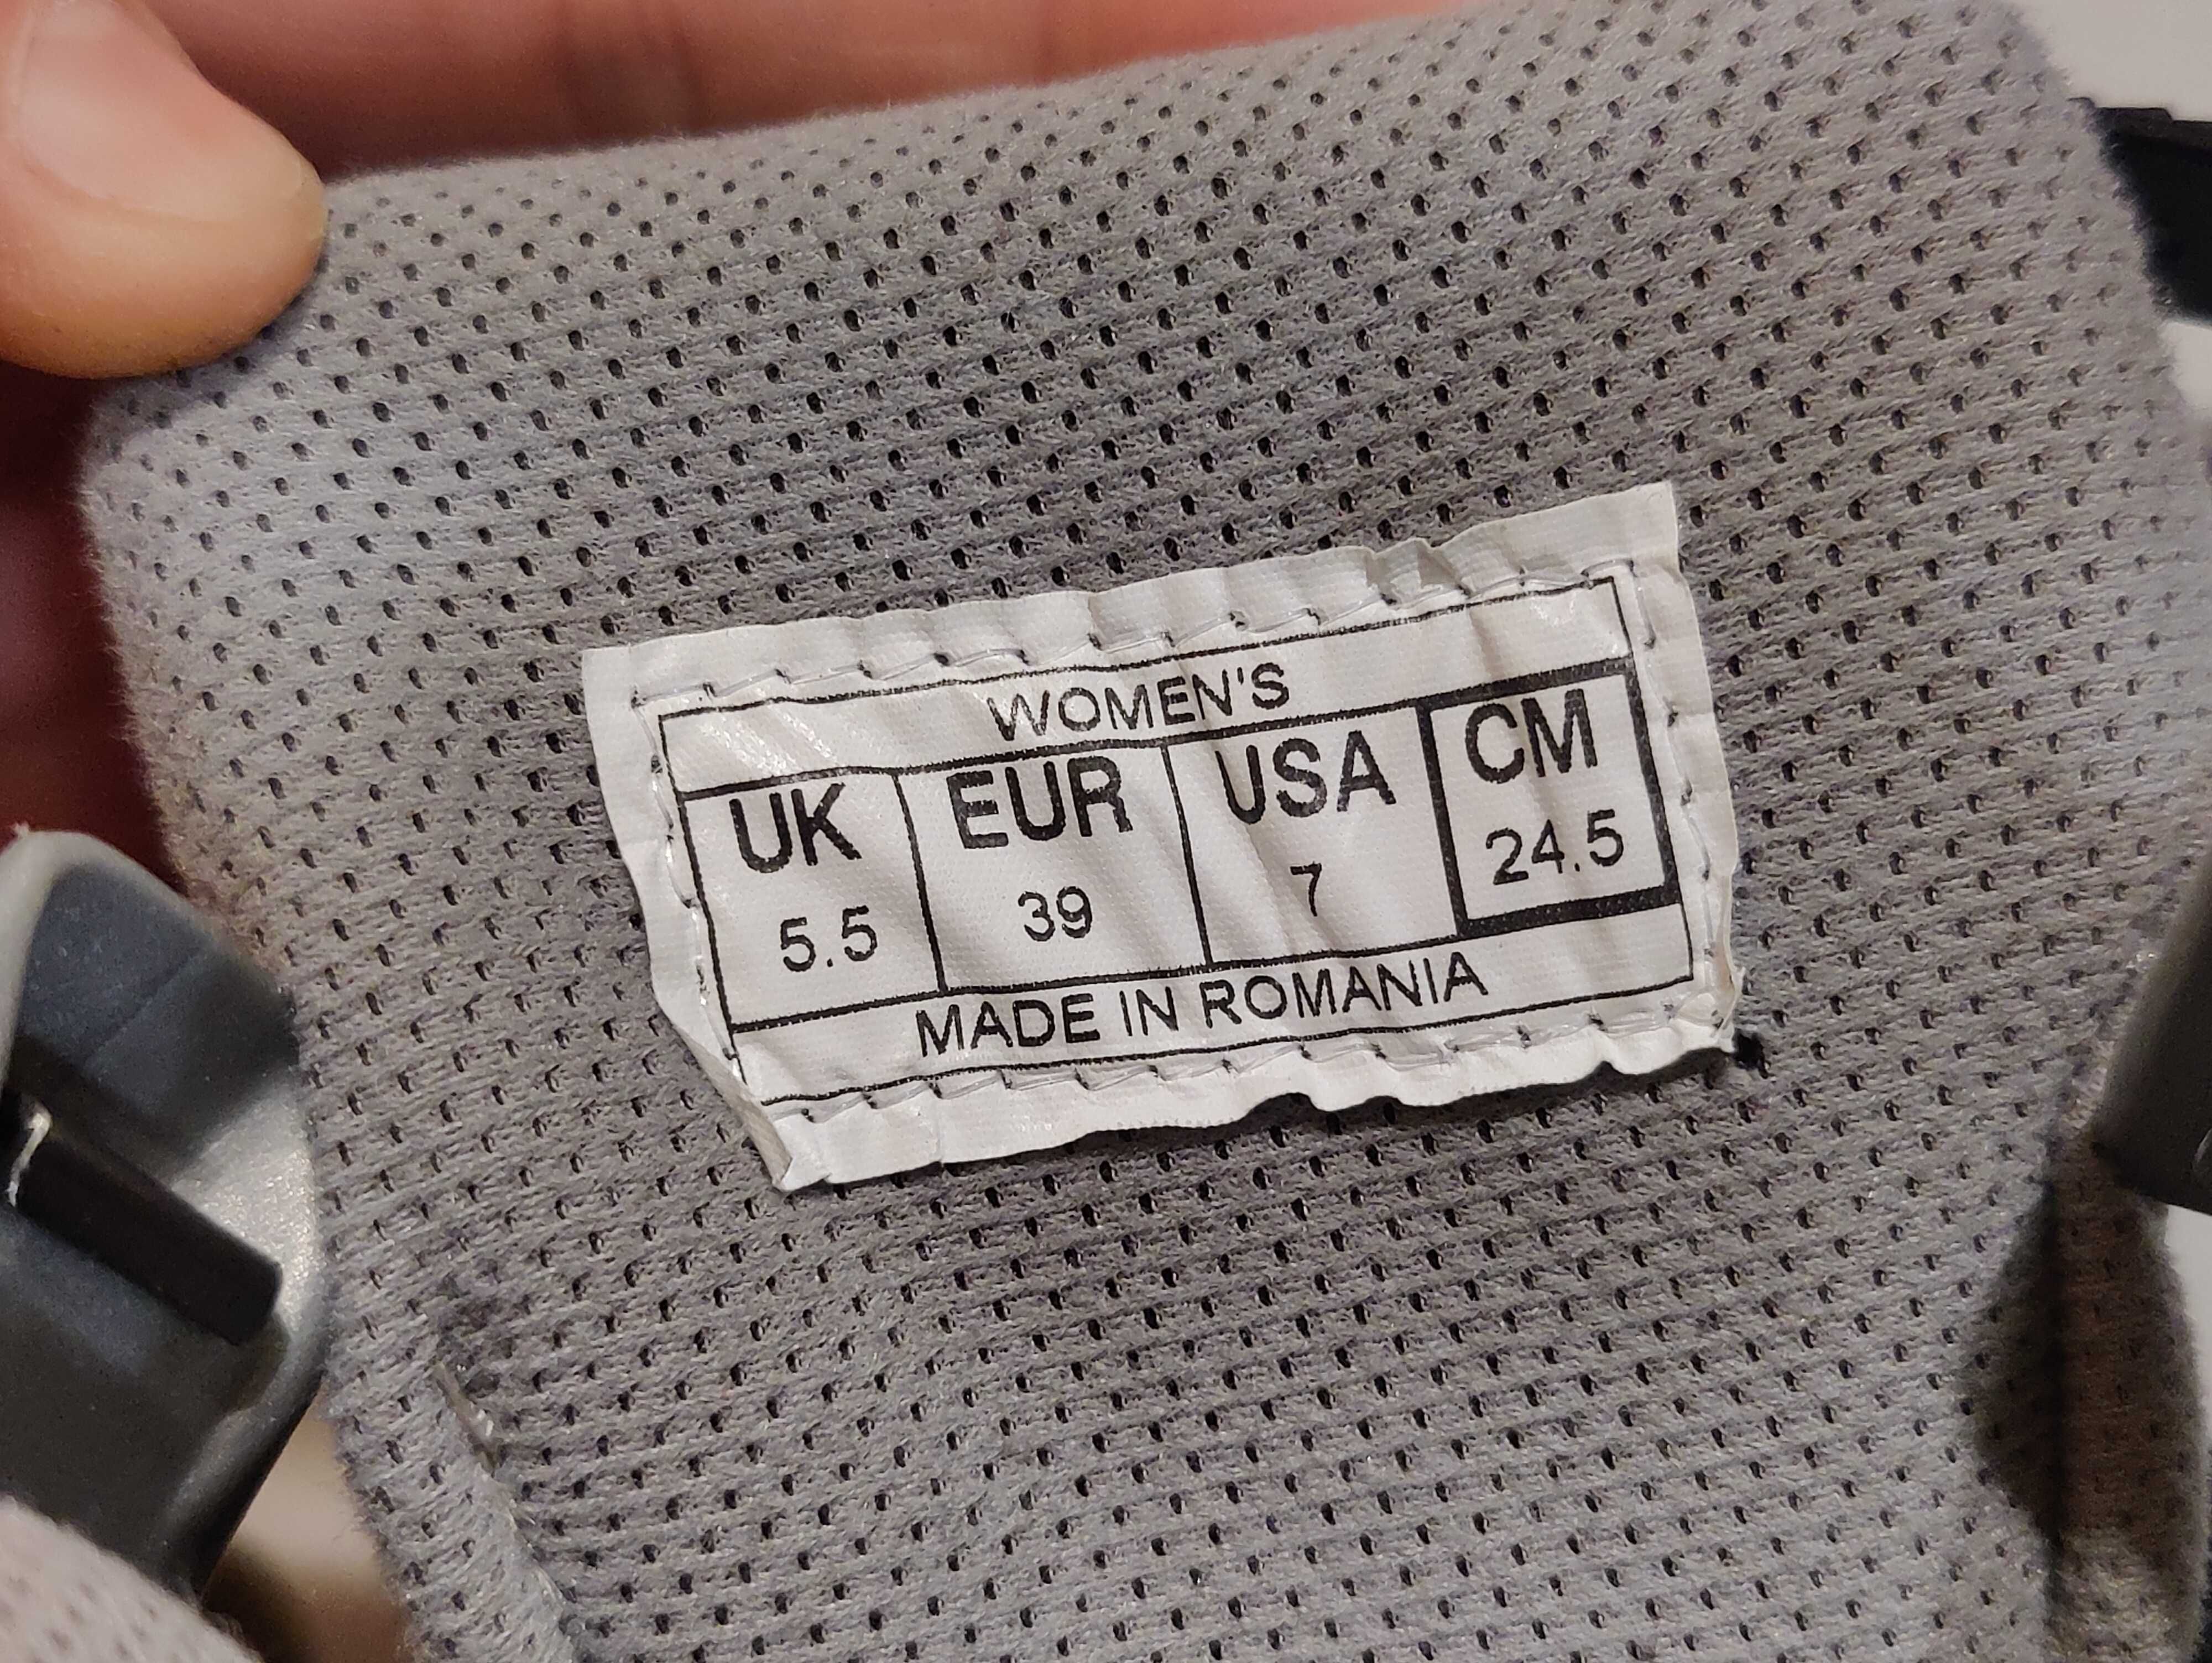 WOMEN'S
UK EUR USA CM
5.5 39 7 24.5
MADE IN ROMANIA